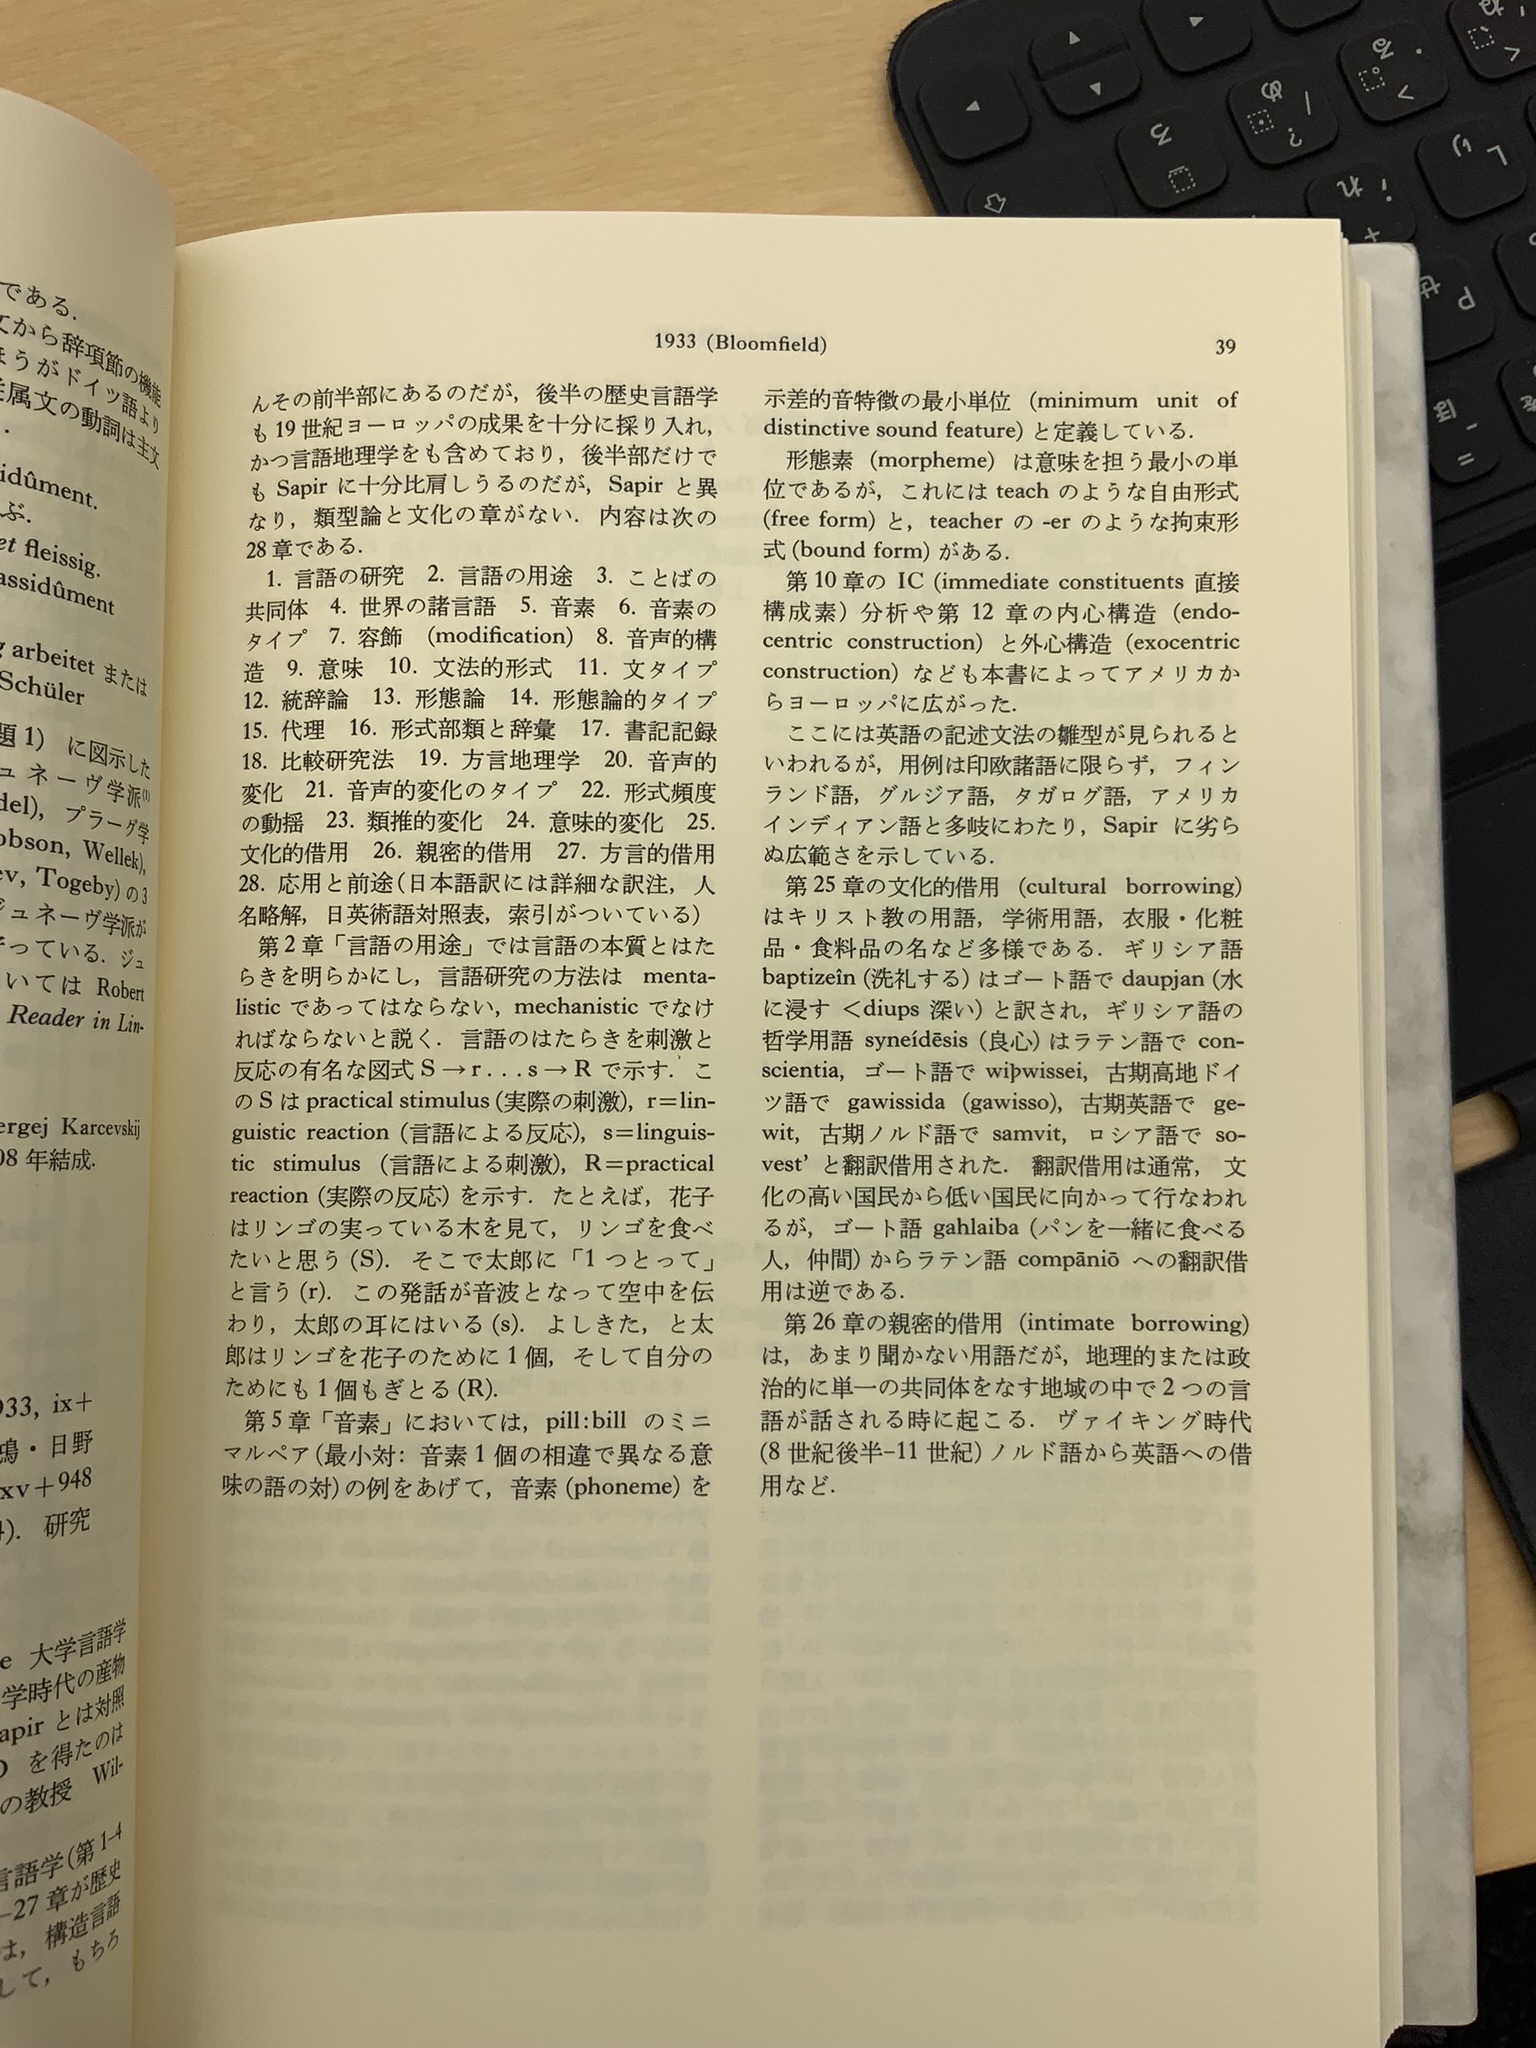 である.
文から辞項節の機能
ほうがドイツ語より
属文の動詞は主文
.
sidûment.
ぶ.
et fleissig.
assidûment
g arbeitet または
Schüler
題1) に図示した
ュネーヴ学派(1)
del), プラーグ学
obson, Wellek),
ev, Togeby) の3
ジュネーヴ学派が
っている. ジュ
いては Robert
Reader in Lin-
ergej Karcevskij
08 年結成.
933, ix+
鳴・日野
xv+948
4). 研究
e 大学言語学
学時代の産物
Sapir とは対照
D を得たのは
の教授 Wil-
言語学(第1-4
-27 章が歴史
は, 構造言語
して, もちろ
1933 (Bloomfield)
39
んその前半部にあるのだが, 後半の歴史言語学
も 19 世紀ヨーロッパの成果を十分に採り入れ,
かつ言語地理学をも含めており, 後半部だけで
も Sapir に十分比肩しうるのだが, Sapir と異
なり, 類型論と文化の章がない. 内容は次の
28 章である.
1. 言語の研究 2. 言語の用途 3. ことばの
共同体 4. 世界の諸言語 5. 音素 6. 音素の
タイプ 7. 容飾 (modification) 8. 音声的構
造 9. 意味 10. 文法的形式 11. 文タイプ
12. 統辞論 13. 形態論 14. 形態論的タイプ
15. 代理 16. 形式部類と辞彙 17. 書記記録
18. 比較研究法 19. 方言地理学 20. 音声的
変化 21. 音声的変化のタイプ 22. 形式頻度
の動揺 23. 類推的変化 24. 意味的変化 25.
文化的借用 26. 親密的借用 27. 方言的借用
28. 応用と前途(日本語訳には詳細な訳注, 人
名略解, 日英術語対照表, 索引がついている)
第2章「言語の用途」では言語の本質とはた
らきを明らかにし, 言語研究の方法は menta-
listic であってはならない, mechanistic でなけ
ればならないと説く. 言語のはたらきを刺激と
反応の有名な図式 S→r...s→R で示す. こ
の S は practical stimulus (実際の刺激), r=lin-
guistic reaction (言語による反応), s=linguis-
tic stimulus (言語による刺激), R=practical
reaction (実際の反応) を示す. たとえば, 花子
はリンゴの実っている木を見て, リンゴを食べ
たいと思う (S). そこで太郎に「1 つとって」
と言う (r). この発話が音波となって空中を伝
わり, 太郎の耳にはいる (s). よしきた, と太
郎はリンゴを花子のために 1 個, そして自分の
ためにも 1 個もぎとる (R).
第5章「音素」においては, pill:bill のミニ
マルペア (最小対: 音素 1 個の相違で異なる意
味の語の対) の例をあげて, 音素 (phoneme) を
示差的音特徴の最小単位 (minimum unit of
distinctive sound feature) と定義している.
形態素 (morpheme) は意味を担う最小の単
位であるが, これには teach のような自由形式
(free form) と, teacher の -er のような拘束形
式 (bound form) がある.
第 10 章の IC (immediate constituents 直接
構成素) 分析や第 12 章の内心構造 (endo-
centric construction) と外心構造 (exocentric
construction) なども本書によってアメリカか
らヨーロッパに広がった.
ここには英語の記述文法の雛型が見られると
いわれるが, 用例は印欧諸語に限らず, フィン
ランド語, グルジア語, タガログ語, アメリカ
インディアン語と多岐にわたり, Sapir に劣ら
ぬ広範さを示している.
第 25 章の文化的借用 (cultural borrowing)
はキリスト教の用語, 学術用語, 衣服・化粧
品・食料品の名など多様である. ギリシア語
baptizeîn (洗礼する) はゴート語で daupjan (水
に浸す <diups 深い) と訳され, ギリシア語の
哲学用語 syneídēsis (良心) はラテン語で con-
scientia, ゴート語で wiþwissei, 古期高地ドイ
ツ語で gawissida (gawisso), 古期英語で ge-
wit, 古期ノルド語で samvit, ロシア語で so-
vest' と翻訳借用された. 翻訳借用は通常, 文
化の高い国民から低い国民に向かって行なわれ
るが, ゴート語 gahlaiba (パンを一緒に食べる
人, 仲間) からラテン語 compāniō への翻訳借
用は逆である.
第 26 章の親密的借用 (intimate borrowing)
は, あまり聞かない用語だが, 地理的または政
治的に単一の共同体をなす地域の中で 2 つの言
語が話される時に起こる. ヴァイキング時代
(8 世紀後半-11 世紀) ノルド語から英語への借
用など.
ろ
め
る
れ
り
L
P
せ
ほ